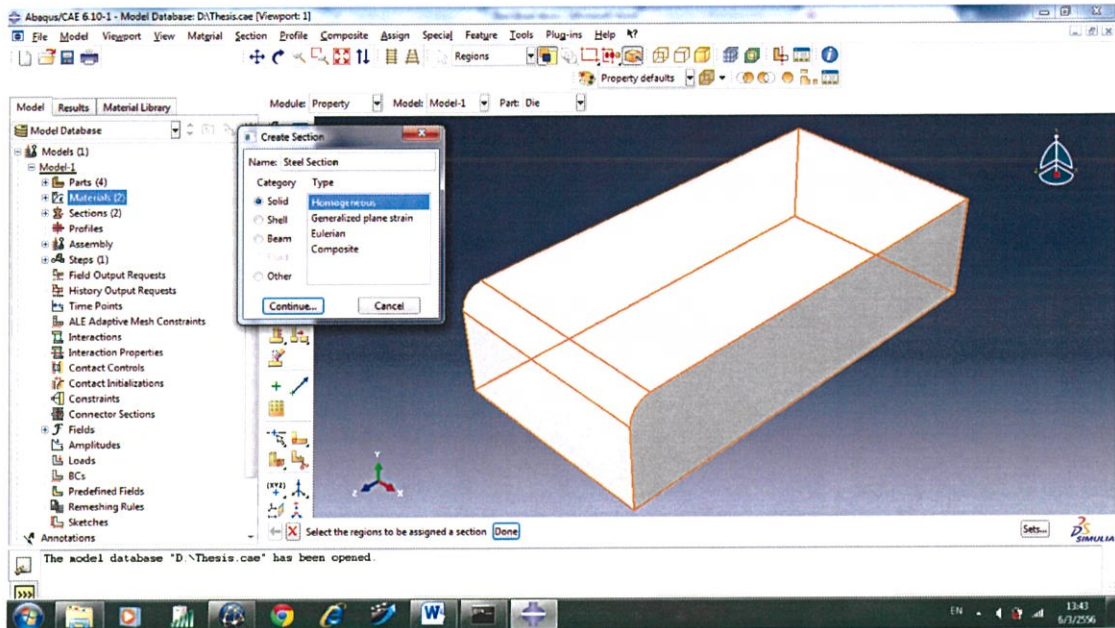 Abaqus/CAE 6.10-1 - Model Database: D:\Thesis.cae [Viewport: 1]
File Model Viewport View Material Section Profile Composite Assign Special Feature Tools Plug-ins Help
Regions
Property defaults
Model Results Material Library
Module: Property Model: Model-1 Part: Die
Model Database
Models (1)
Model-1
Parts (4)
Materials (2)
Sections (2)
Profiles
Assembly
Steps (1)
Field Output Requests
History Output Requests
Time Points
ALE Adaptive Mesh Constraints
Interactions
Interaction Properties
Contact Controls
Contact Initializations
Constraints
Connector Sections
Fields
Amplitudes
Loads
BCs
Predefined Fields
Remeshing Rules
Sketches
Annotations
Create Section
Name: Steel Section
Category Type
Solid
Shell
Beam
Other
Homogeneous
Generalized plane strain
Eulerian
Composite
Continue... Cancel
(XYZ)
Y
Z X
Select the regions to be assigned a section Done
Sets...
SIMULIA
The model database "D:\Thesis.cae" has been opened.
>>>
W
EN
13:43
6/3/2556